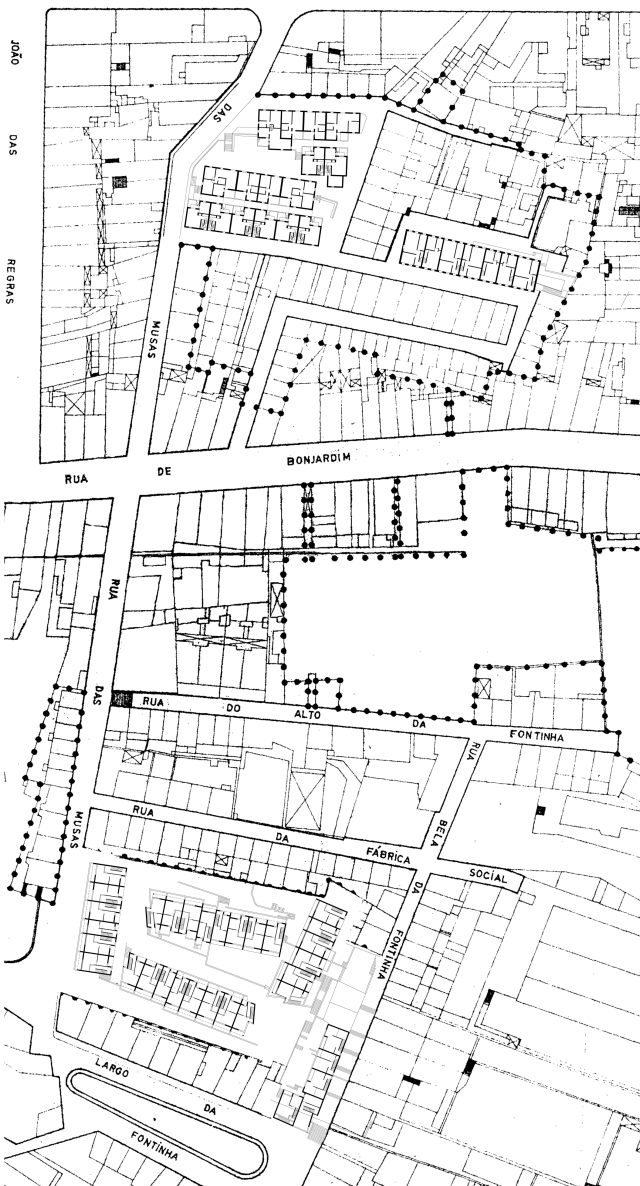 JOÃO DAS REGRAS
DAS
MUSAS
RUA DE BONJARDIM
RUA
DAS
MUSAS
RUA DO ALTO DA FONTINHA
RUA
BELA
DA
FONTINHA
RUA DA FÁBRICA SOCIAL
LARGO DA
FONTINHA